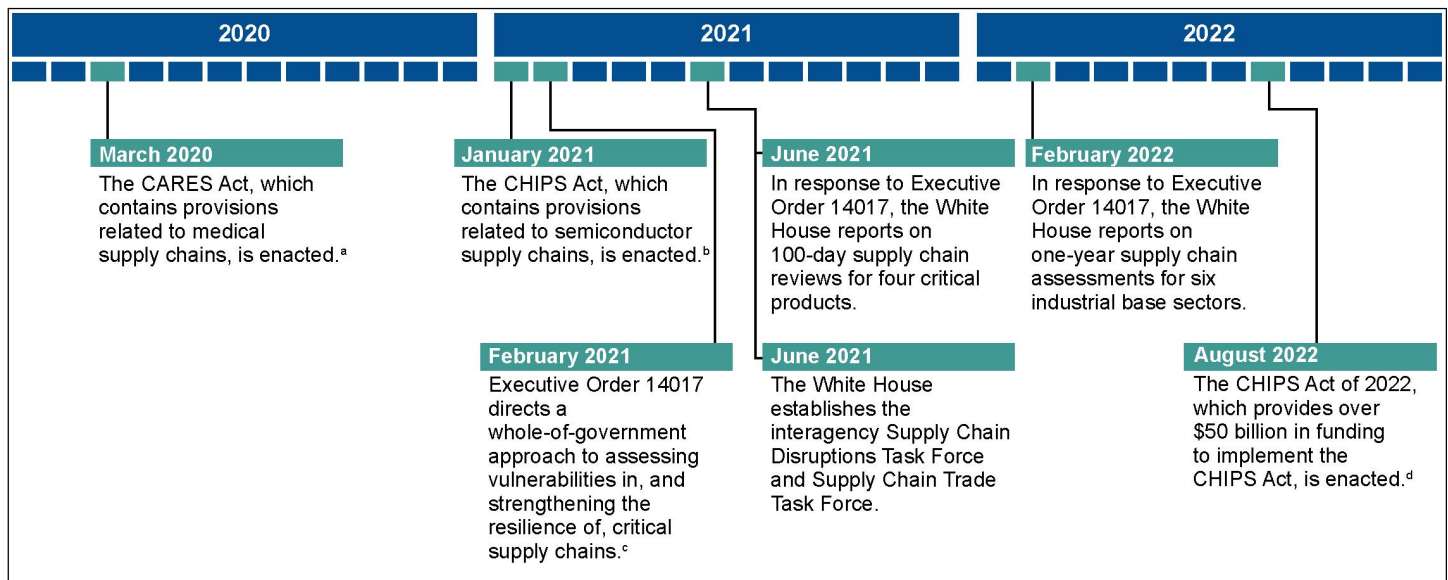 2020
2021
2022
March 2020
The CARES Act, which
contains provisions
related to medical
supply chains, is enacted.ᵃ
January 2021
The CHIPS Act, which
contains provisions
related to semiconductor
supply chains, is enacted.ᵇ
February 2021
Executive Order 14017
directs a
whole-of-government
approach to assessing
vulnerabilities in, and
strengthening the
resilience of, critical
supply chains.ᶜ
June 2021
In response to Executive
Order 14017, the White
House reports on
100-day supply chain
reviews for four critical
products.
June 2021
The White House
establishes the
interagency Supply Chain
Disruptions Task Force
and Supply Chain Trade
Task Force.
February 2022
In response to Executive
Order 14017, the White
House reports on
one-year supply chain
assessments for six
industrial base sectors.
August 2022
The CHIPS Act of 2022,
which provides over
$50 billion in funding
to implement the
CHIPS Act, is enacted.ᵈ